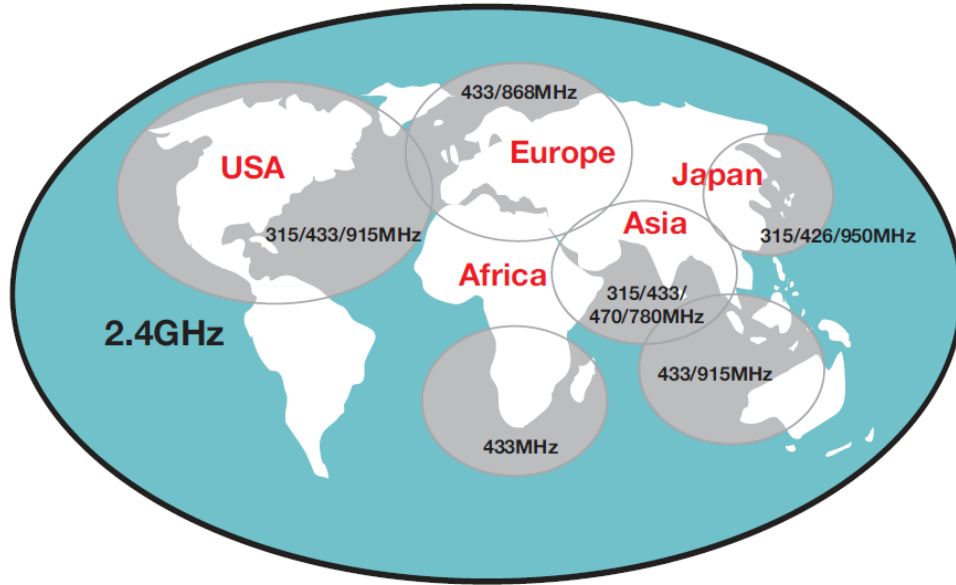 433/868MHz
USA
Europe
Japan
315/433/915MHz
Asia
315/426/950MHz
Africa
315/433/
470/780MHz
2.4GHz
433/915MHz
433MHz